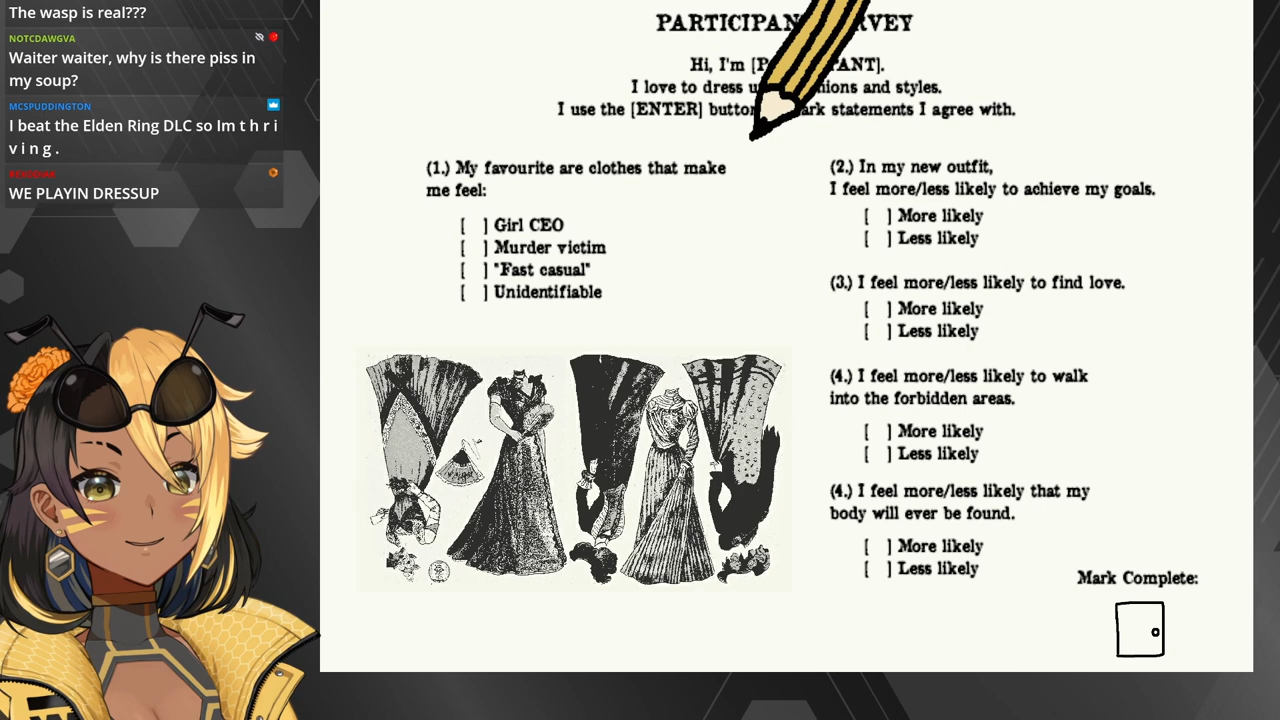 The wasp is real???
NOTCDAWGVA
Waiter waiter, why is there piss in
my soup?
MCSPUDDINGTON
I beat the Elden Ring DLC so Im t h r i
v i n g .
WE PLAYIN DRESSUP
Hi, I'm
I love to dress and styles.
I use the [ENTER] button statements I agree with.
(1.) My favourite are clothes that make
me feel:
[ ] Girl CEO
[ ] Murder victim
[ ] "Fast casual"
[ ] Unidentifiable
(2.) In my new outfit,
I feel more/less likely to achieve my goals.
[ ] More likely
[ ] Less likely
(3.) I feel more/less likely to find love.
[ ] More likely
[ ] Less likely
(4.) I feel more/less likely to walk
into the forbidden areas.
[ ] More likely
[ ] Less likely
(4.) I feel more/less likely that my
body will ever be found.
[ ] More likely
[ ] Less likely
Mark Complete: